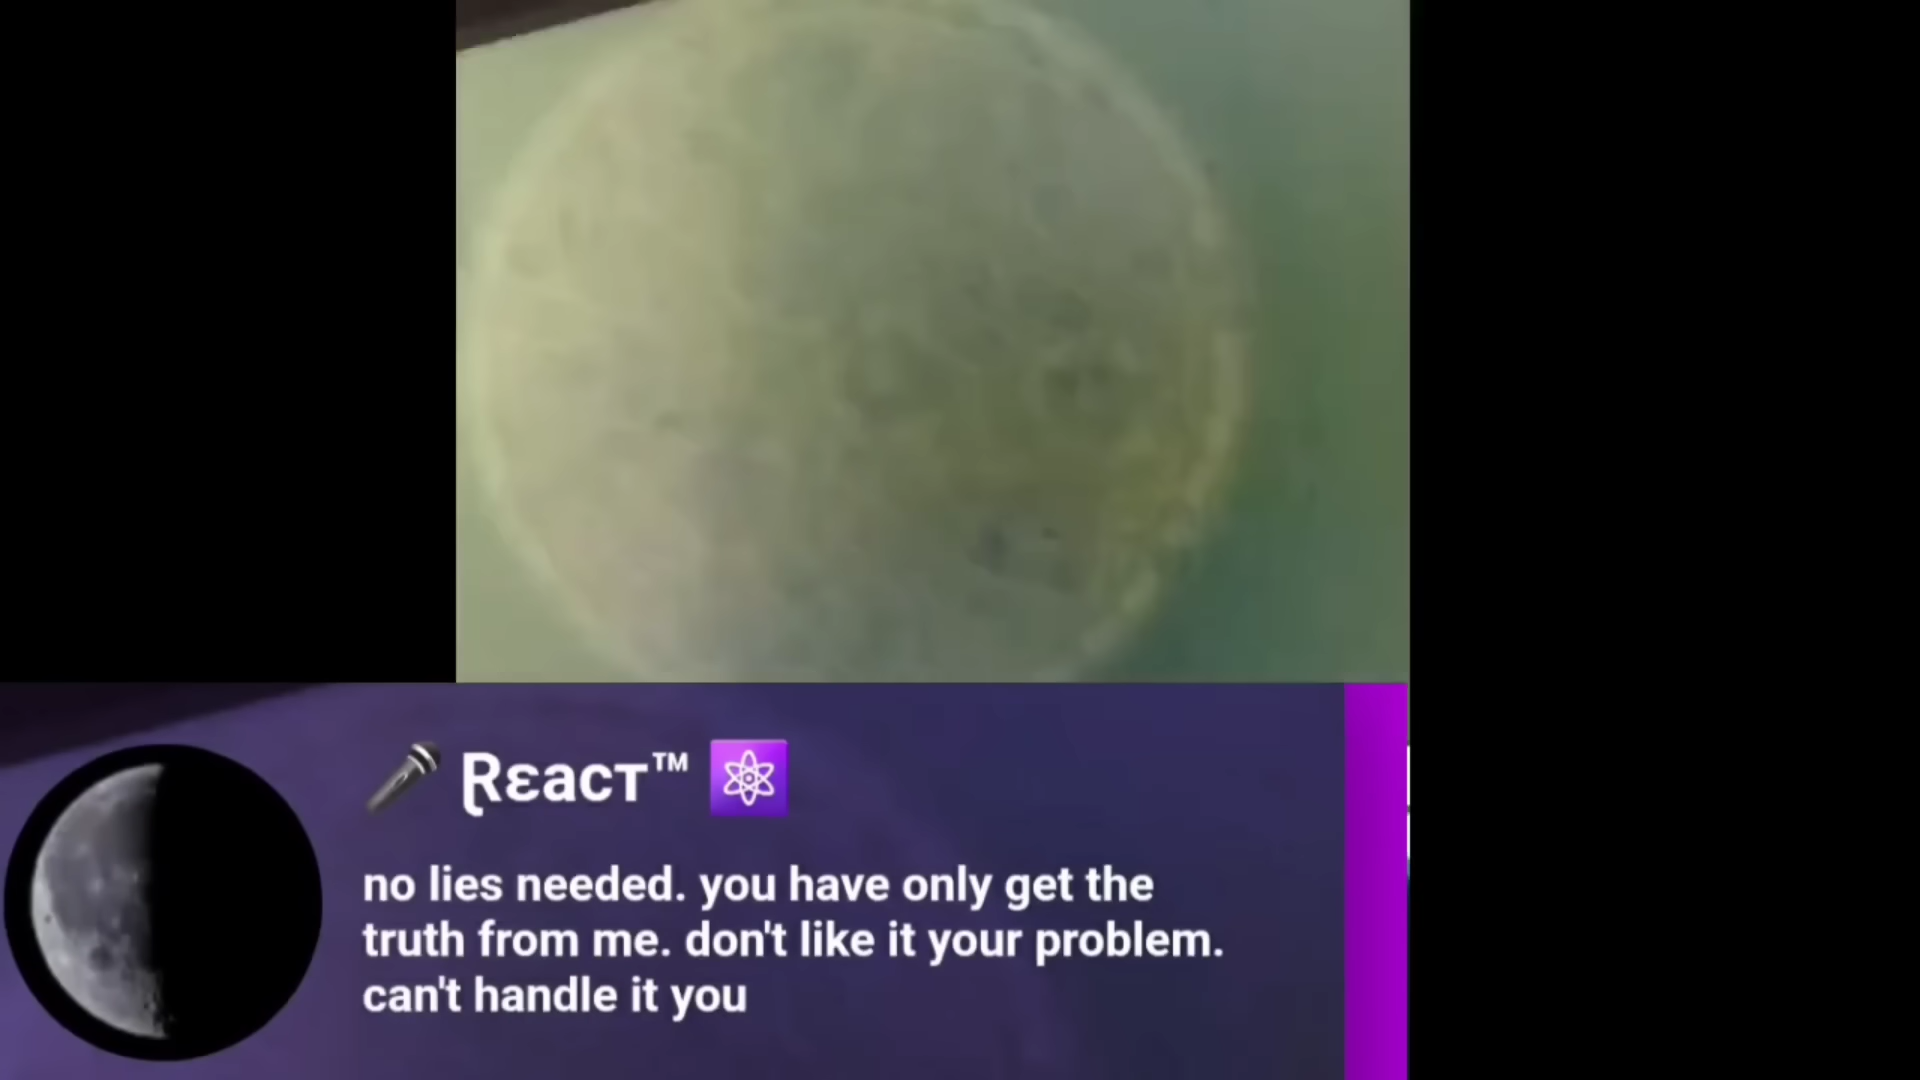 🎤 Ɽɛacт™ ⚛️
no lies needed. you have only get the
truth from me. don't like it your problem.
can't handle it you